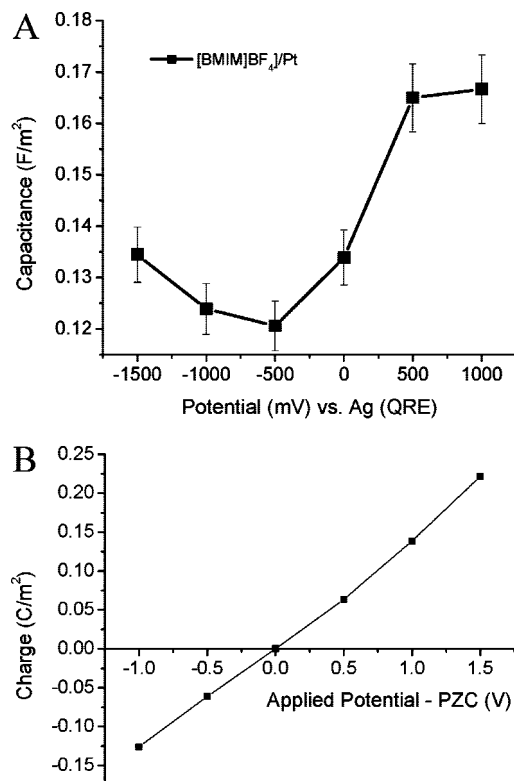 A
0.18
[BMIM]BF₄]/Pt
0.17
0.16
0.15
0.14
0.13
0.12
Capacitance (F/m²)
-1500 -1000 -500 0 500 1000
Potential (mV) vs. Ag (QRE)
B
0.25
0.20
0.15
0.10
0.05
0.00
-0.05
-0.10
-0.15
Charge (C/m²)
-1.0 -0.5 0.0 0.5 1.0 1.5
Applied Potential - PZC (V)